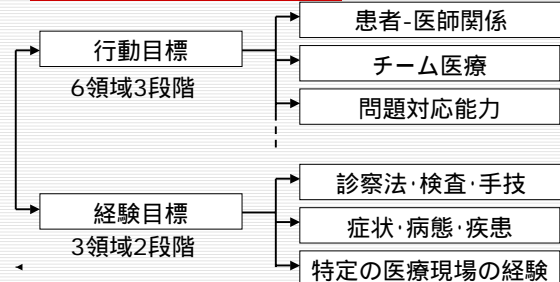 行動目標
6領域3段階
患者-医師関係
チーム医療
問題対応能力
経験目標
3領域2段階
診察法・検査・手技
症状・病態・疾患
特定の医療現場の経験